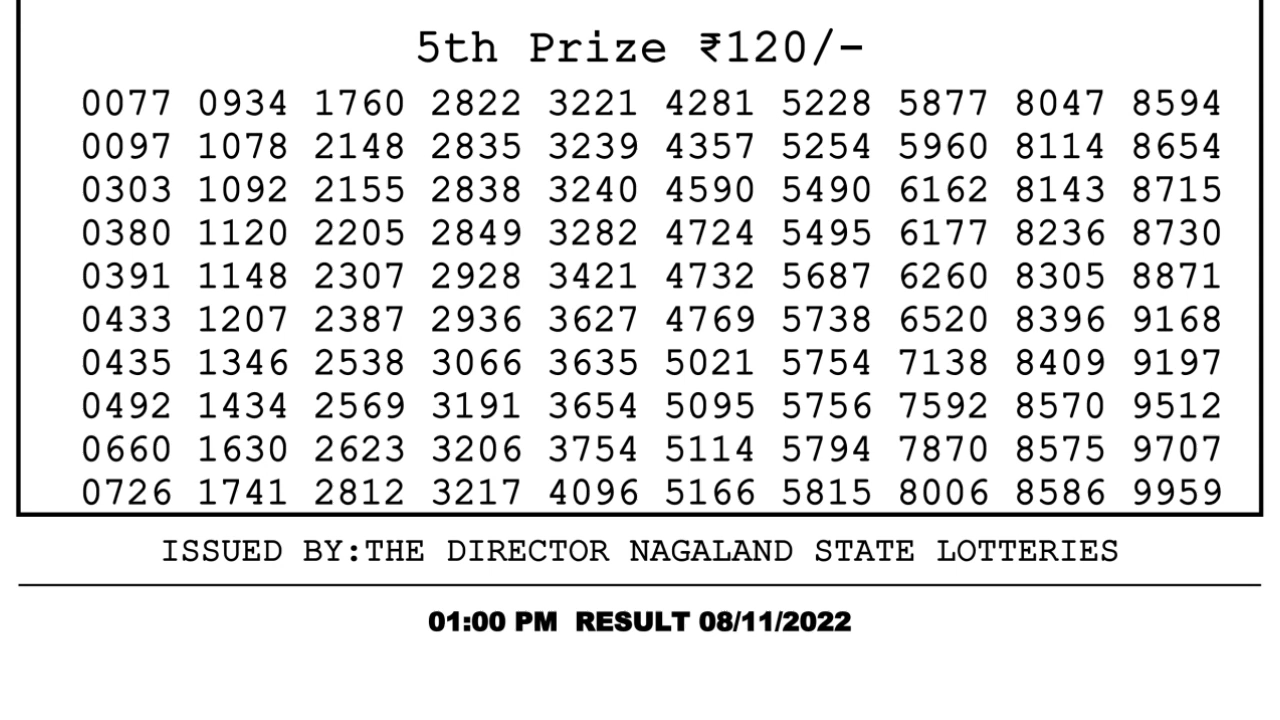 5th Prize ₹120/-
0077 0934 1760 2822 3221 4281 5228 5877 8047 8594
0097 1078 2148 2835 3239 4357 5254 5960 8114 8654
0303 1092 2155 2838 3240 4590 5490 6162 8143 8715
0380 1120 2205 2849 3282 4724 5495 6177 8236 8730
0391 1148 2307 2928 3421 4732 5687 6260 8305 8871
0433 1207 2387 2936 3627 4769 5738 6520 8396 9168
0435 1346 2538 3066 3635 5021 5754 7138 8409 9197
0492 1434 2569 3191 3654 5095 5756 7592 8570 9512
0660 1630 2623 3206 3754 5114 5794 7870 8575 9707
0726 1741 2812 3217 4096 5166 5815 8006 8586 9959
ISSUED BY:THE DIRECTOR NAGALAND STATE LOTTERIES
01:00 PM RESULT 08/11/2022